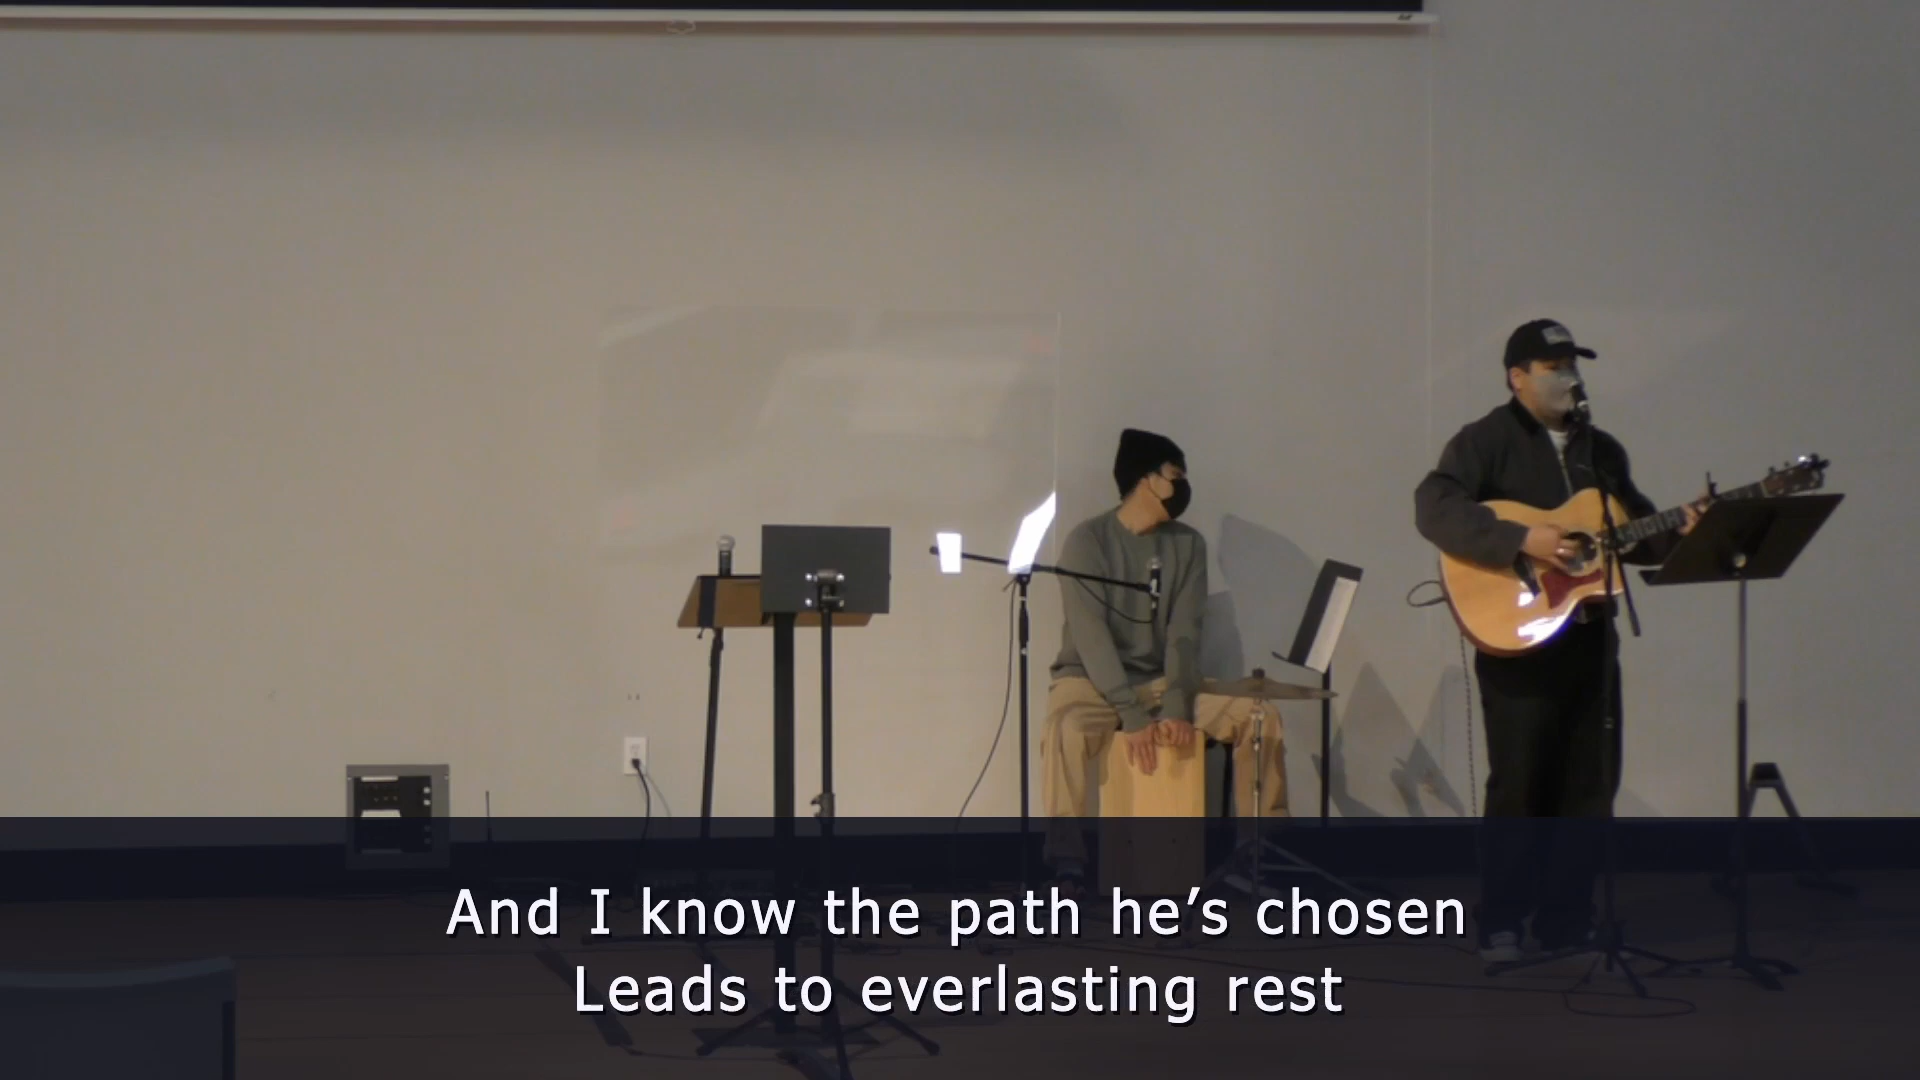 And I know the path he’s chosen
Leads to everlasting rest